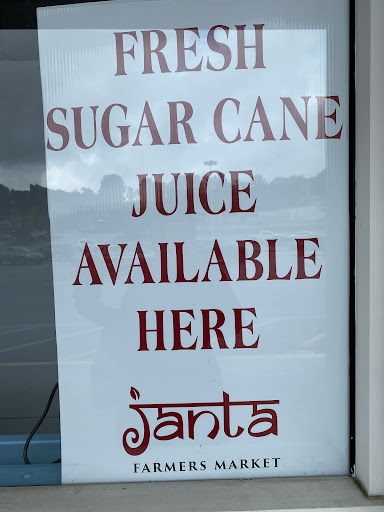 FRESH
SUGAR CANE
JUICE
AVAILABLE
HERE
janta
FARMERS MARKET